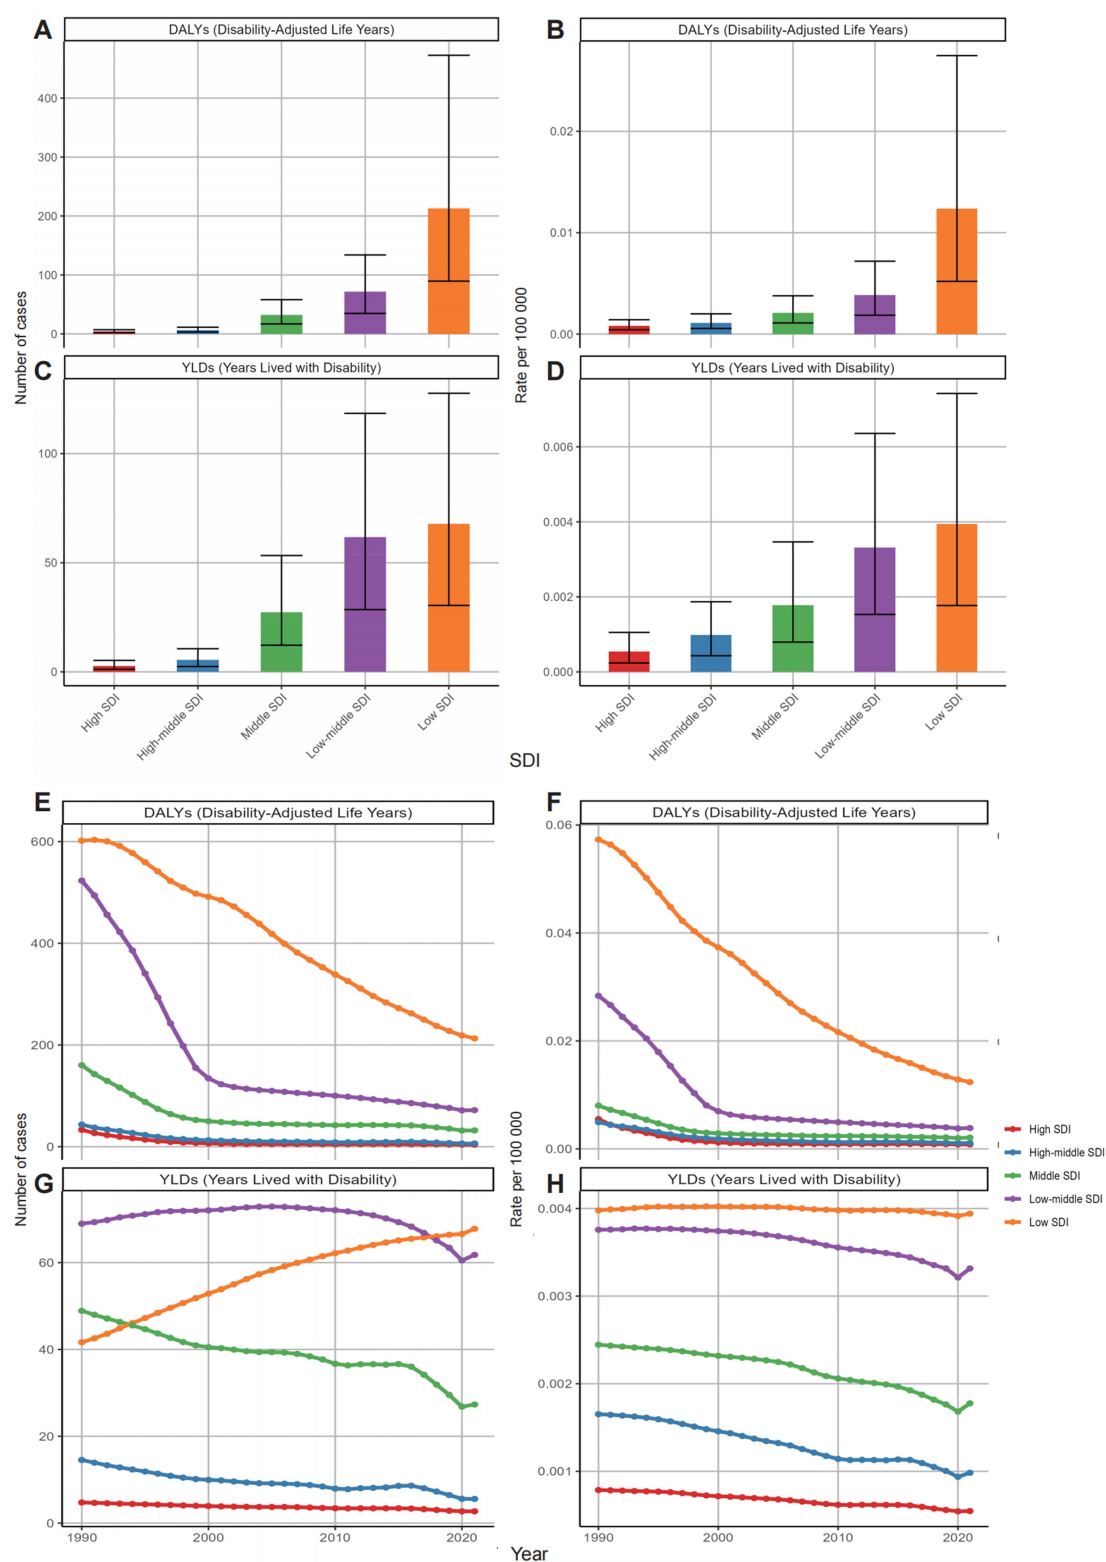 A
DALYs (Disability-Adjusted Life Years)
400
300
200
100
0
B
DALYs (Disability-Adjusted Life Years)
0.02
0.01
0.00
Number of cases
Rate per 100 000
C
YLDs (Years Lived with Disability)
100
50
0
High SDI
High-middle SDI
Middle SDI
Low-middle SDI
Low SDI
D
YLDs (Years Lived with Disability)
0.006
0.004
0.002
0.000
High SDI
High-middle SDI
Middle SDI
Low-middle SDI
Low SDI
SDI
E
DALYs (Disability-Adjusted Life Years)
600
400
200
0
F
DALYs (Disability-Adjusted Life Years)
0.06
0.04
0.02
0.00
Number of cases
Rate per 100 000
G
YLDs (Years Lived with Disability)
60
40
20
0
1990
2000
2010
2020
H
YLDs (Years Lived with Disability)
0.004
0.003
0.002
0.001
1990
2000
2010
2020
High SDI
High-middle SDI
Middle SDI
Low-middle SDI
Low SDI
Year